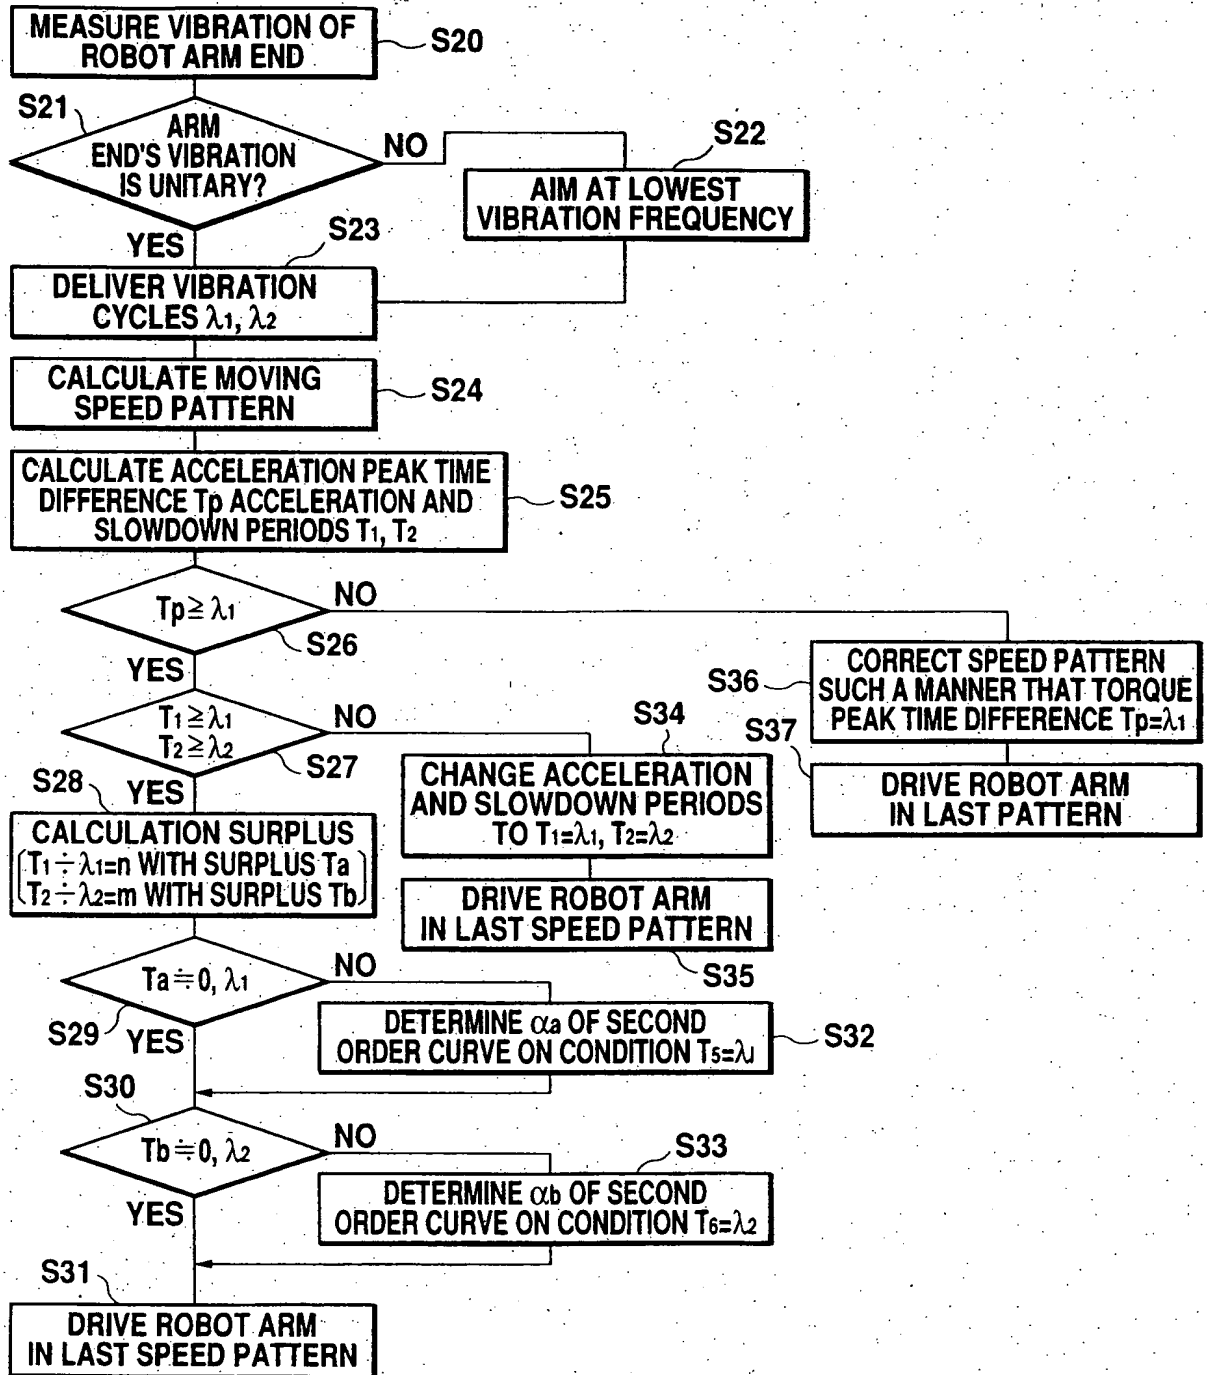 MEASURE VIBRATION OF
ROBOT ARM END
S20
S21
ARM
END'S VIBRATION
IS UNITARY?
NO
S22
AIM AT LOWEST
VIBRATION FREQUENCY
YES
S23
DELIVER VIBRATION
CYCLES λ1, λ2
CALCULATE MOVING
SPEED PATTERN
S24
CALCULATE ACCELERATION PEAK TIME
DIFFERENCE Tp ACCELERATION AND
SLOWDOWN PERIODS T1, T2
S25
Tp≧λ1
NO
S26
YES
S36
CORRECT SPEED PATTERN
SUCH A MANNER THAT TORQUE
PEAK TIME DIFFERENCE Tp=λ1
S37
DRIVE ROBOT ARM
IN LAST PATTERN
T1≧λ1
T2≧λ2
NO
S27
YES
S34
CHANGE ACCELERATION
AND SLOWDOWN PERIODS
TO T1=λ1, T2=λ2
DRIVE ROBOT ARM
IN LAST SPEED PATTERN
S35
S28
CALCULATION SURPLUS
(T1÷λ1=n WITH SURPLUS Ta
T2÷λ2=m WITH SURPLUS Tb)
Ta≒0, λ1
NO
S29
YES
DETERMINE αa OF SECOND
ORDER CURVE ON CONDITION T5=λ1
S32
S30
Tb≒0, λ2
NO
YES
S33
DETERMINE αb OF SECOND
ORDER CURVE ON CONDITION T6=λ2
S31
DRIVE ROBOT ARM
IN LAST SPEED PATTERN